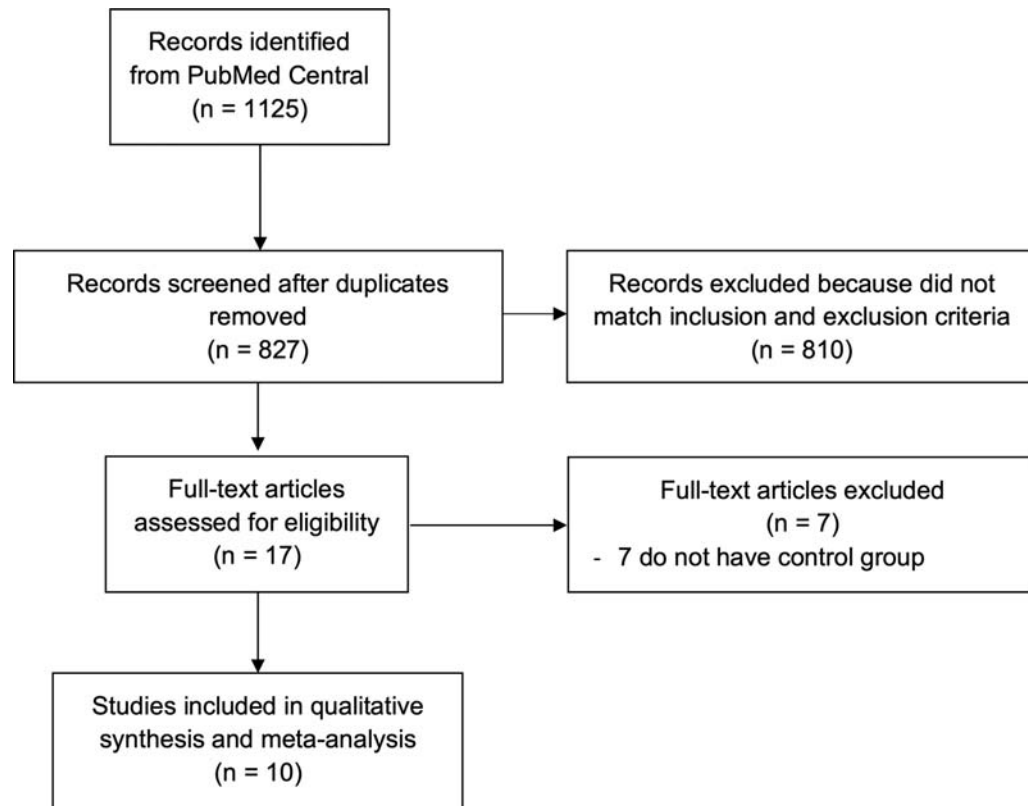 Records identified
from PubMed Central
(n = 1125)
Records screened after duplicates
removed
(n = 827)
Records excluded because did not
match inclusion and exclusion criteria
(n = 810)
Full-text articles
assessed for eligibility
(n = 17)
Full-text articles excluded
(n = 7)
- 7 do not have control group
Studies included in qualitative
synthesis and meta-analysis
(n = 10)